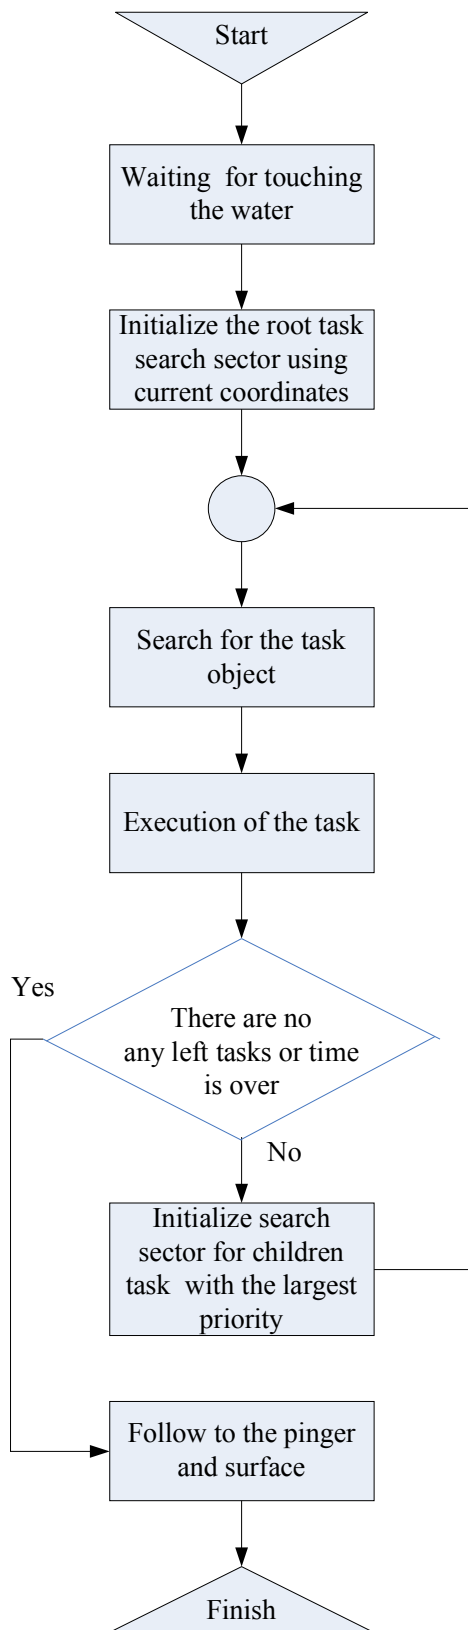 Start
Waiting for touching
the water
Initialize the root task
search sector using
current coordinates
Search for the task
object
Execution of the task
Yes
There are no
any left tasks or time
is over
No
Initialize search
sector for children
task with the largest
priority
Follow to the pinger
and surface
Finish